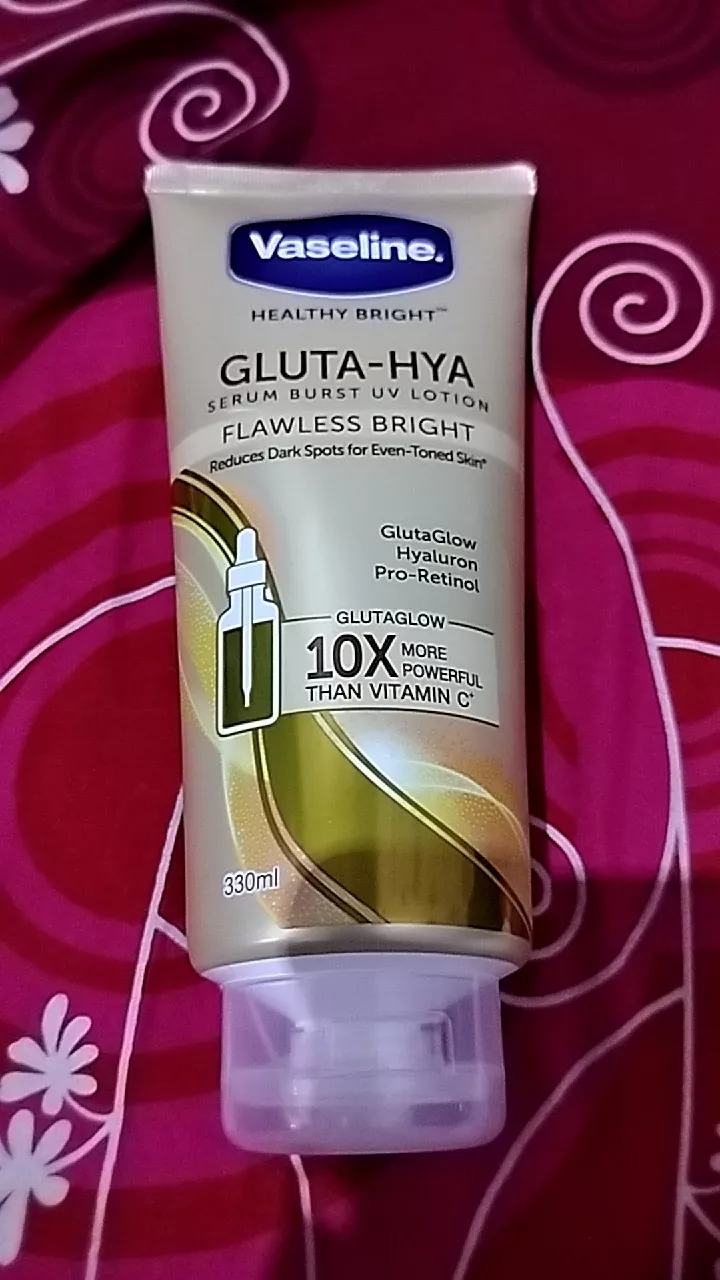 Vaseline.
HEALTHY BRIGHT™
GLUTA-HYA
SERUM BURST UV LOTION
FLAWLESS BRIGHT
Reduces Dark Spots for Even-Toned Skin*
GlutaGlow
Hyaluron
Pro-Retinol
GLUTAGLOW
10X MORE
POWERFUL
THAN VITAMIN C⁺
330ml